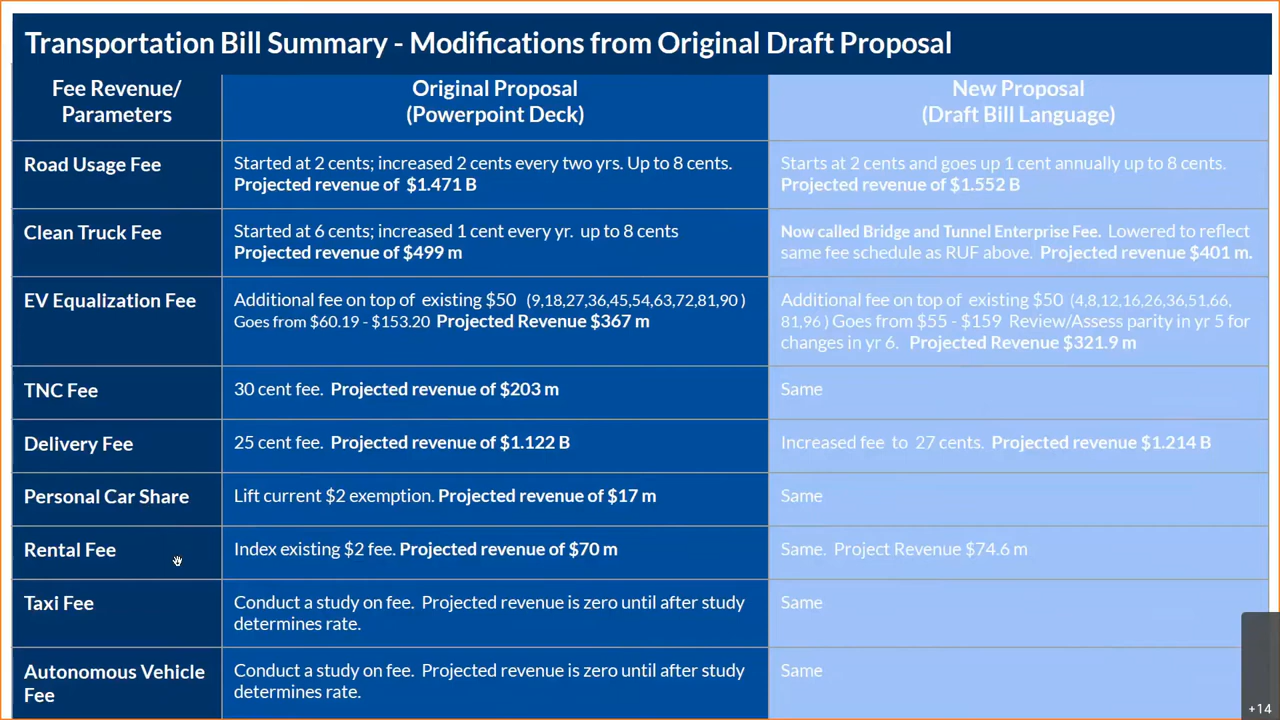 Transportation Bill Summary - Modifications from Original Draft Proposal
Fee Revenue/
Parameters
Original Proposal
(Powerpoint Deck)
New Proposal
(Draft Bill Language)
Road Usage Fee
Started at 2 cents; increased 2 cents every two yrs. Up to 8 cents.
Projected revenue of $1.471 B
Starts at 2 cents and goes up 1 cent annually up to 8 cents.
Projected revenue of $1.552 B
Clean Truck Fee
Started at 6 cents; increased 1 cent every yr. up to 8 cents
Projected revenue of $499 m
Now called Bridge and Tunnel Enterprise Fee. Lowered to reflect
same fee schedule as RUF above. Projected revenue $401 m.
EV Equalization Fee
Additional fee on top of existing $50 (9,18,27,36,45,54,63,72,81,90 )
Goes from $60.19 - $153.20 Projected Revenue $367 m
Additional fee on top of existing $50 (4,8,12,16,26,36,51,66,
81,96 ) Goes from $55 - $159 Review/Assess parity in yr 5 for
changes in yr 6. Projected Revenue $321.9 m
TNC Fee
30 cent fee. Projected revenue of $203 m
Same
Delivery Fee
25 cent fee. Projected revenue of $1.122 B
Increased fee to 27 cents. Projected revenue $1.214 B
Personal Car Share
Lift current $2 exemption. Projected revenue of $17 m
Same
Rental Fee
Index existing $2 fee. Projected revenue of $70 m
Same. Project Revenue $74.6 m
Taxi Fee
Conduct a study on fee. Projected revenue is zero until after study
determines rate.
Same
Autonomous Vehicle
Fee
Conduct a study on fee. Projected revenue is zero until after study
determines rate.
Same
+14